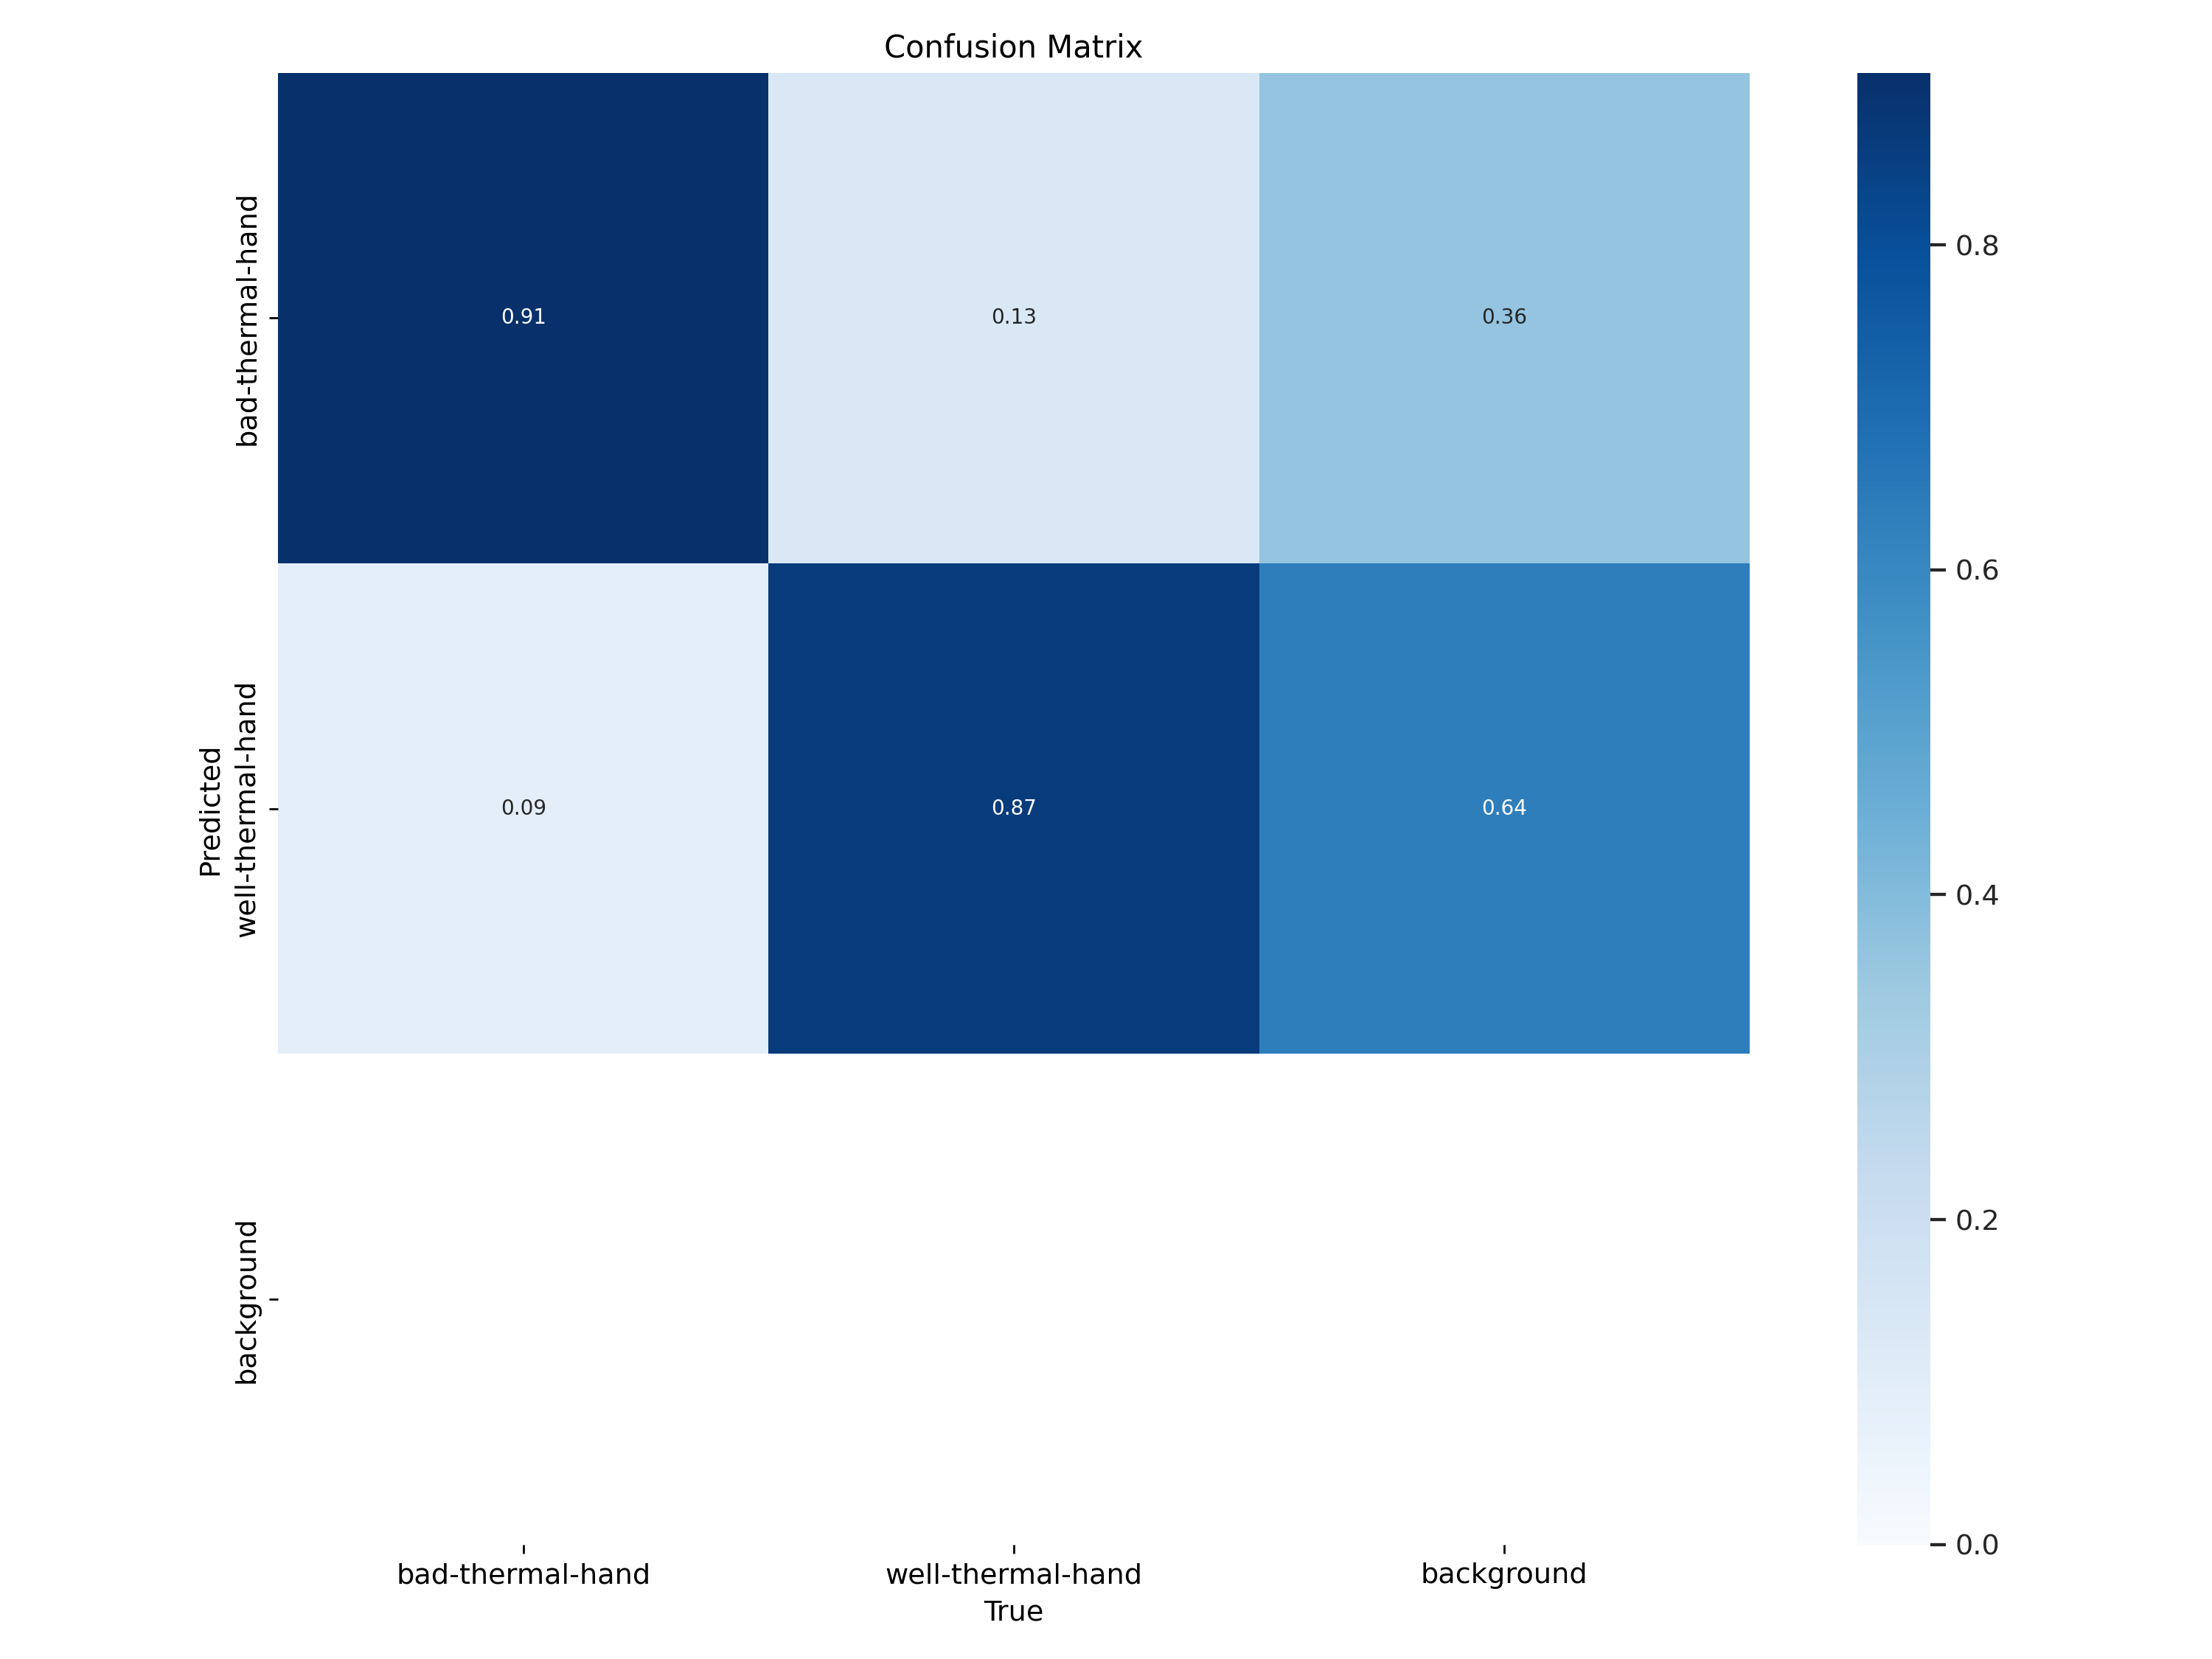 Confusion Matrix
bad-thermal-hand
0.91
0.13
0.36
0.8
0.6
Predicted
well-thermal-hand
0.09
0.87
0.64
0.4
background
0.2
0.0
bad-thermal-hand
well-thermal-hand
background
True